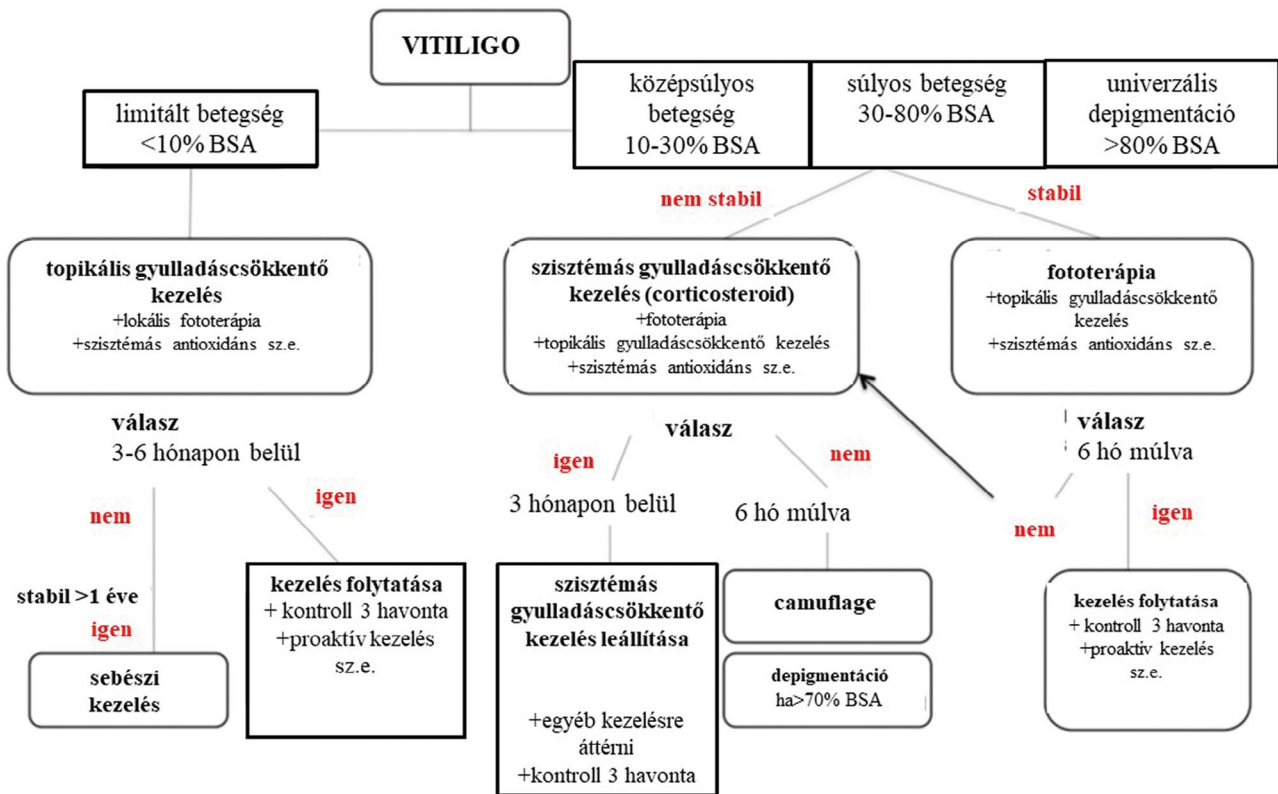 VITILIGO
limitált betegség
<10% BSA
középsúlyos
betegség
10-30% BSA
súlyos betegség
30-80% BSA
univerzális
depigmentáció
>80% BSA
nem stabil
stabil
topikális gyulladáscsökkentő
kezelés
+lokális fototerápia
+szisztémás antioxidáns sz.e.
szisztémás gyulladáscsökkentő
kezelés (corticosteroid)
+fototerápia
+topikális gyulladáscsökkentő kezelés
+szisztémás antioxidáns sz.e.
fototerápia
+topikális gyulladáscsökkentő
kezelés
+szisztémás antioxidáns sz.e.
válasz
3-6 hónapon belül
nem
igen
stabil >1 éve
igen
sebészi
kezelés
kezelés folytatása
+ kontroll 3 havonta
+proaktív kezelés
sz.e.
válasz
igen
nem
3 hónapon belül
6 hó múlva
szisztémás
gyulladáscsökkentő
kezelés leállítása
+egyéb kezelésre
áttérni
+kontroll 3 havonta
camuflage
depigmentáció
ha>70% BSA
válasz
6 hó múlva
nem
igen
kezelés folytatása
+ kontroll 3 havonta
+proaktív kezelés
sz.e.